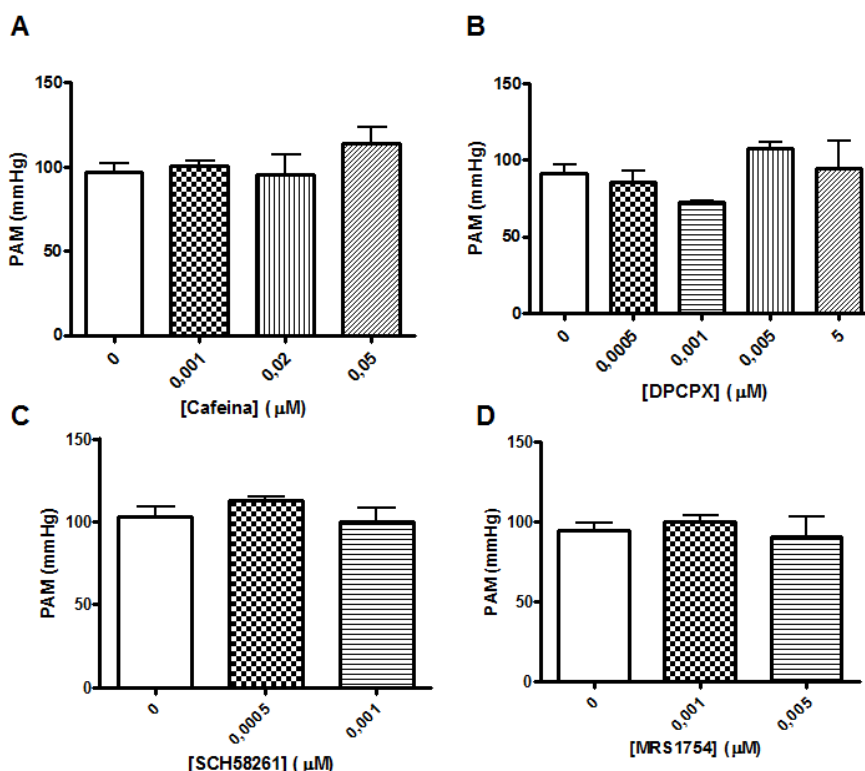 A
PAM (mmHg)
150
100
50
0
0
0,001
0,02
0,05
[Cafeina] ( μM)
B
PAM (mmHg)
150
100
50
0
0
0,0005
0,001
0,005
5
[DPCPX] ( μM)
C
PAM (mmHg)
150
100
50
0
0
0,0005
0,001
[SCH58261] ( μM)
D
PAM (mmHg)
150
100
50
0
0
0,001
0,005
[MRS1754] ( μM)